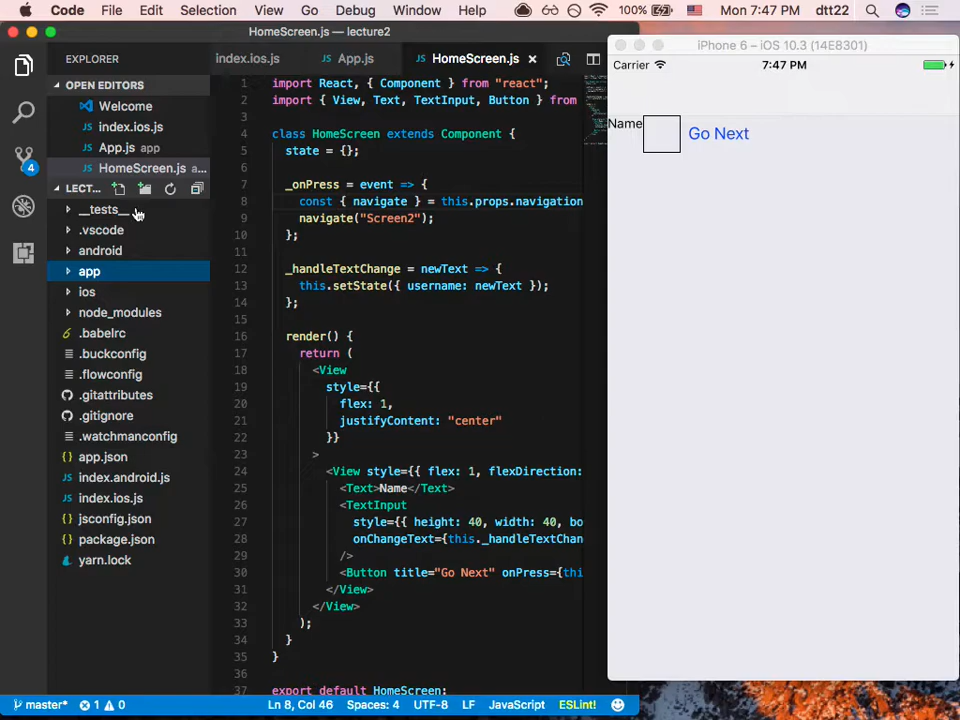 Code File Edit Selection View Go Debug Window Help 100% Mon 7:47 PM dtt22
HomeScreen.js — lecture2
EXPLORER
OPEN EDITORS
Welcome
index.ios.js
App.js app
HomeScreen.js a...
LECT...
__tests__
.vscode
android
app
ios
node_modules
.babelrc
.buckconfig
.flowconfig
.gitattributes
.gitignore
.watchmanconfig
app.json
index.android.js
index.ios.js
jsconfig.json
package.json
yarn.lock
4
index.ios.js App.js HomeScreen.js
1 import React, { Component } from "react";
2 import { View, Text, TextInput, Button } from
3
4 class HomeScreen extends Component {
5 state = {};
6
7 _onPress = event => {
8 const { navigate } = this.props.navigation
9 navigate("Screen2");
10 };
11
12 _handleTextChange = newText => {
13 this.setState({ username: newText });
14 };
15
16 render() {
17 return (
18 <View
19 style={{
20 flex: 1,
21 justifyContent: "center"
22 }}
23 >
24 <View style={{ flex: 1, flexDirection:
25 <Text>Name</Text>
26 <TextInput
27 style={{ height: 40, width: 40, bo
28 onChangeText={this._handleTextChan
29 />
30 <Button title="Go Next" onPress={thi
31 </View>
32 </View>
33 );
34 }
35 }
36
37 export default HomeScreen;
master* 1 0 Ln 8, Col 46 Spaces: 4 UTF-8 LF JavaScript ESLint!
iPhone 6 – iOS 10.3 (14E8301)
Carrier 7:47 PM
Name Go Next